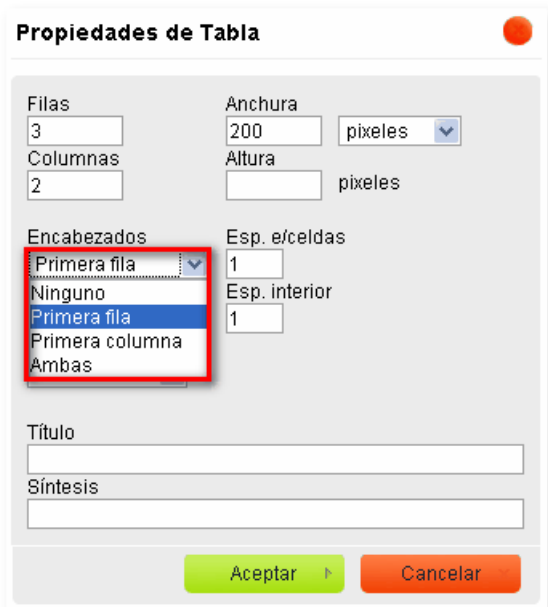 Propiedades de Tabla
Filas
Anchura
3
200
pixeles
Columnas
Altura
2
pixeles
Encabezados
Esp. e/celdas
Primera fila
1
Ninguno
Esp. interior
Primera fila
1
Primera columna
Ambas
Título
Síntesis
Aceptar
Cancelar